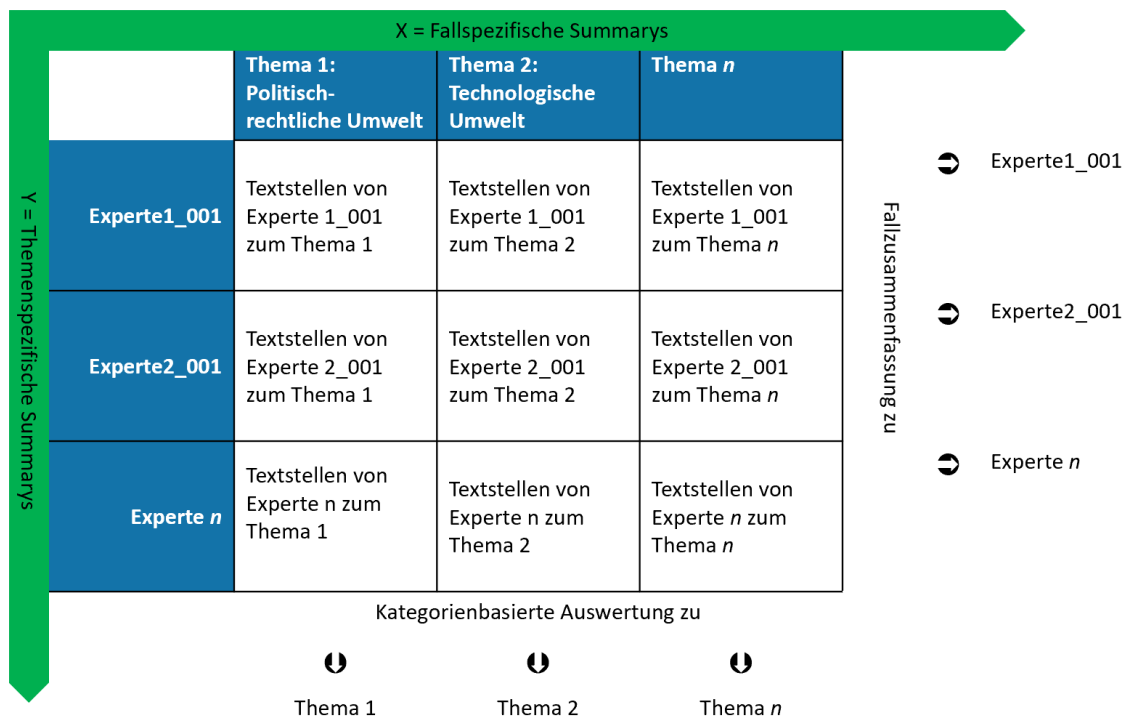 X = Fallspezifische Summarys
Y = Themenspezifische Summarys
Thema 1:
Politisch-
rechtliche Umwelt
Thema 2:
Technologische
Umwelt
Thema n
Experte1_001
Textstellen von
Experte 1_001
zum Thema 1
Textstellen von
Experte 1_001
zum Thema 2
Textstellen von
Experte 1_001
zum Thema n
Experte2_001
Textstellen von
Experte 2_001
zum Thema 1
Textstellen von
Experte 2_001
zum Thema 2
Textstellen von
Experte 2_001
zum Thema n
Experte n
Textstellen von
Experte n zum
Thema 1
Textstellen von
Experte n zum
Thema 2
Textstellen von
Experte n zum
Thema n
Fallzusammenfassung zu
Experte1_001
Experte2_001
Experte n
Kategorienbasierte Auswertung zu
Thema 1
Thema 2
Thema n